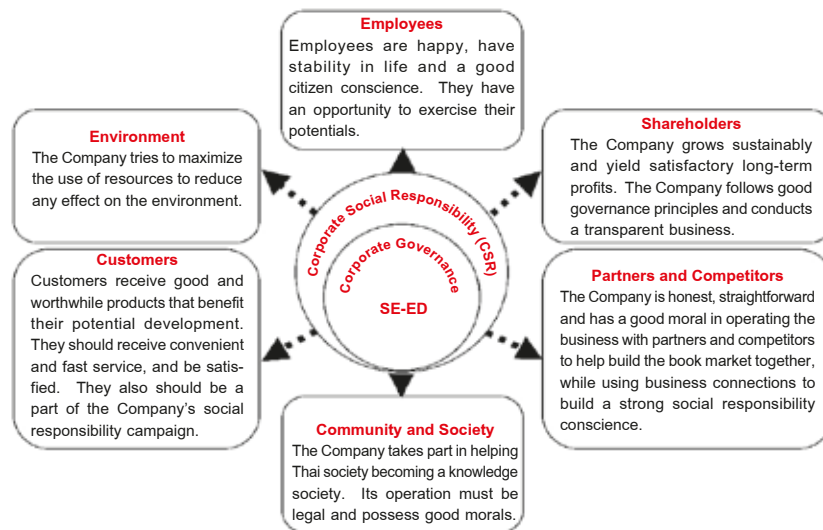 Employees
Employees are happy, have
stability in life and a good
citizen conscience. They have
an opportunity to exercise their
potentials.
Environment
The Company tries to maximize
the use of resources to reduce
any effect on the environment.
Shareholders
The Company grows sustainably
and yield satisfactory long-term
profits. The Company follows good
governance principles and conducts
a transparent business.
Corporate Social Responsibility (CSR)
Corporate Governance
SE-ED
Customers
Customers receive good and
worthwhile products that benefit
their potential development.
They should receive convenient
and fast service, and be satis-
fied. They also should be a
part of the Company's social
responsibility campaign.
Partners and Competitors
The Company is honest, straightforward
and has a good moral in operating the
business with partners and competitors
to help build the book market together,
while using business connections to
build a strong social responsibility
conscience.
Community and Society
The Company takes part in helping
Thai society becoming a knowledge
society. Its operation must be
legal and possess good morals.